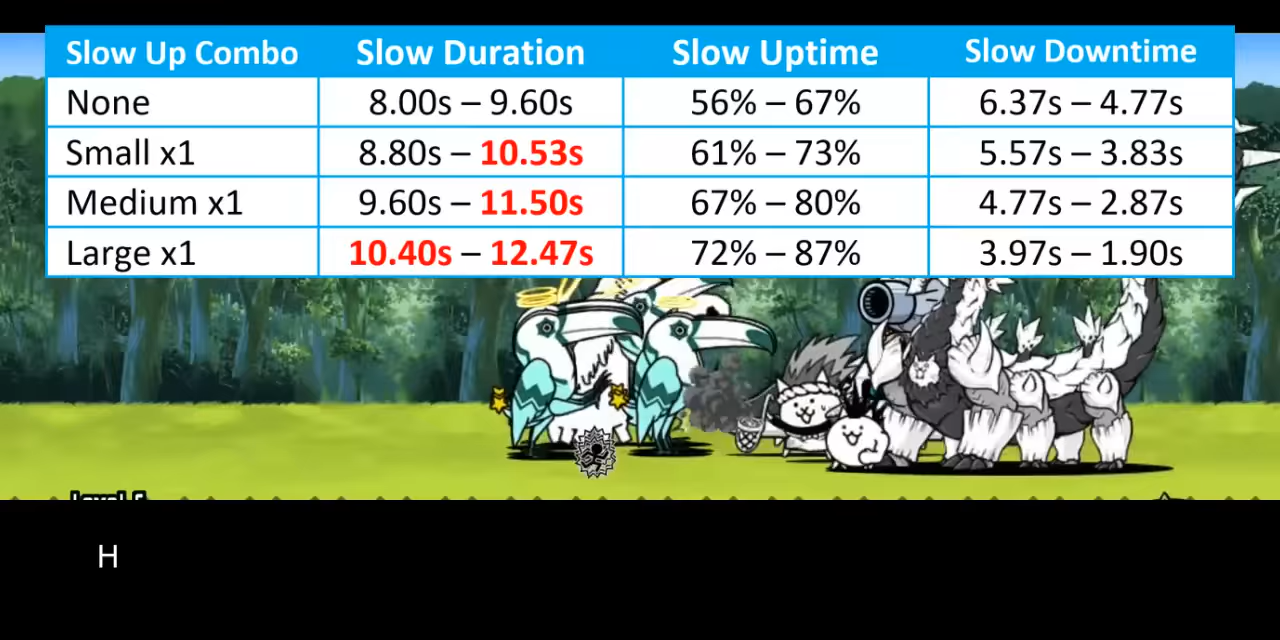 Slow Up Combo Slow Duration Slow Uptime Slow Downtime
None 8.00s – 9.60s 56% – 67% 6.37s – 4.77s
Small x1 8.80s – 10.53s 61% – 73% 5.57s – 3.83s
Medium x1 9.60s – 11.50s 67% – 80% 4.77s – 2.87s
Large x1 10.40s – 12.47s 72% – 87% 3.97s – 1.90s
Level
H